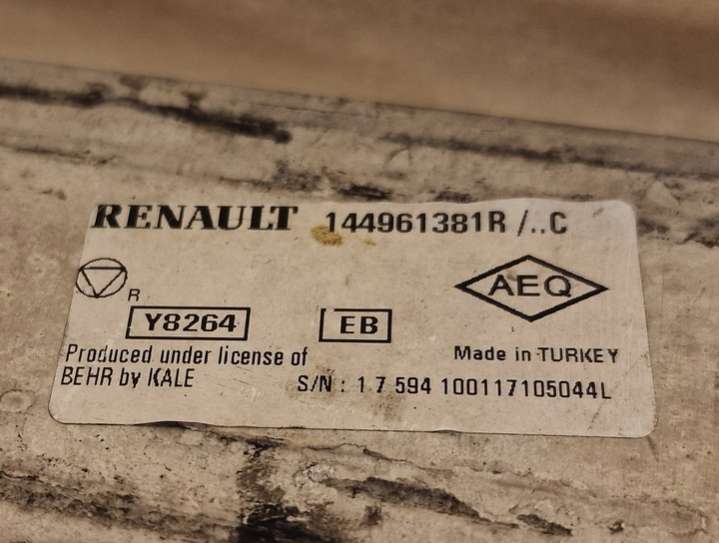 RENAULT 144961381R /..C
AEQ
R
Y8264 EB
Produced under license of Made in TURKEY
BEHR by KALE S/N : 1 7 594 100117105044L